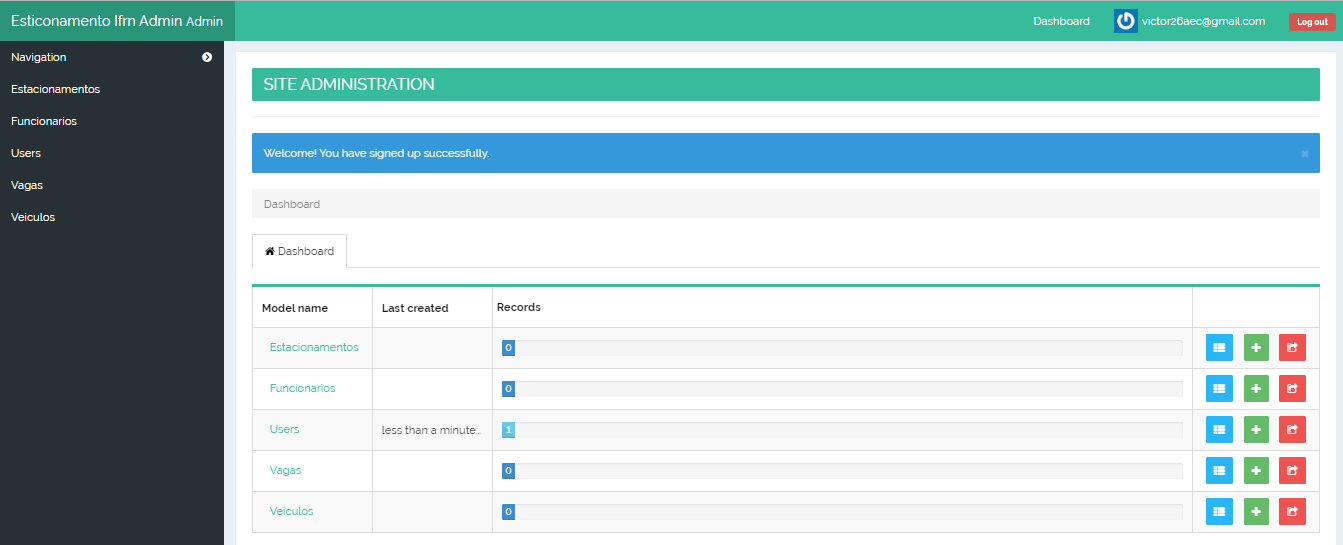 Esticonamento Ifrn Admin Admin
Dashboard
victor26aec@gmail.com
Log out
Navigation
Estacionamentos
Funcionarios
Users
Vagas
Veiculos
SITE ADMINISTRATION
Welcome! You have signed up successfully.
×
Dashboard
Dashboard
Model name Last created Records
Estacionamentos 0
Funcionarios 0
Users less than a minute... 1
Vagas 0
Veiculos 0